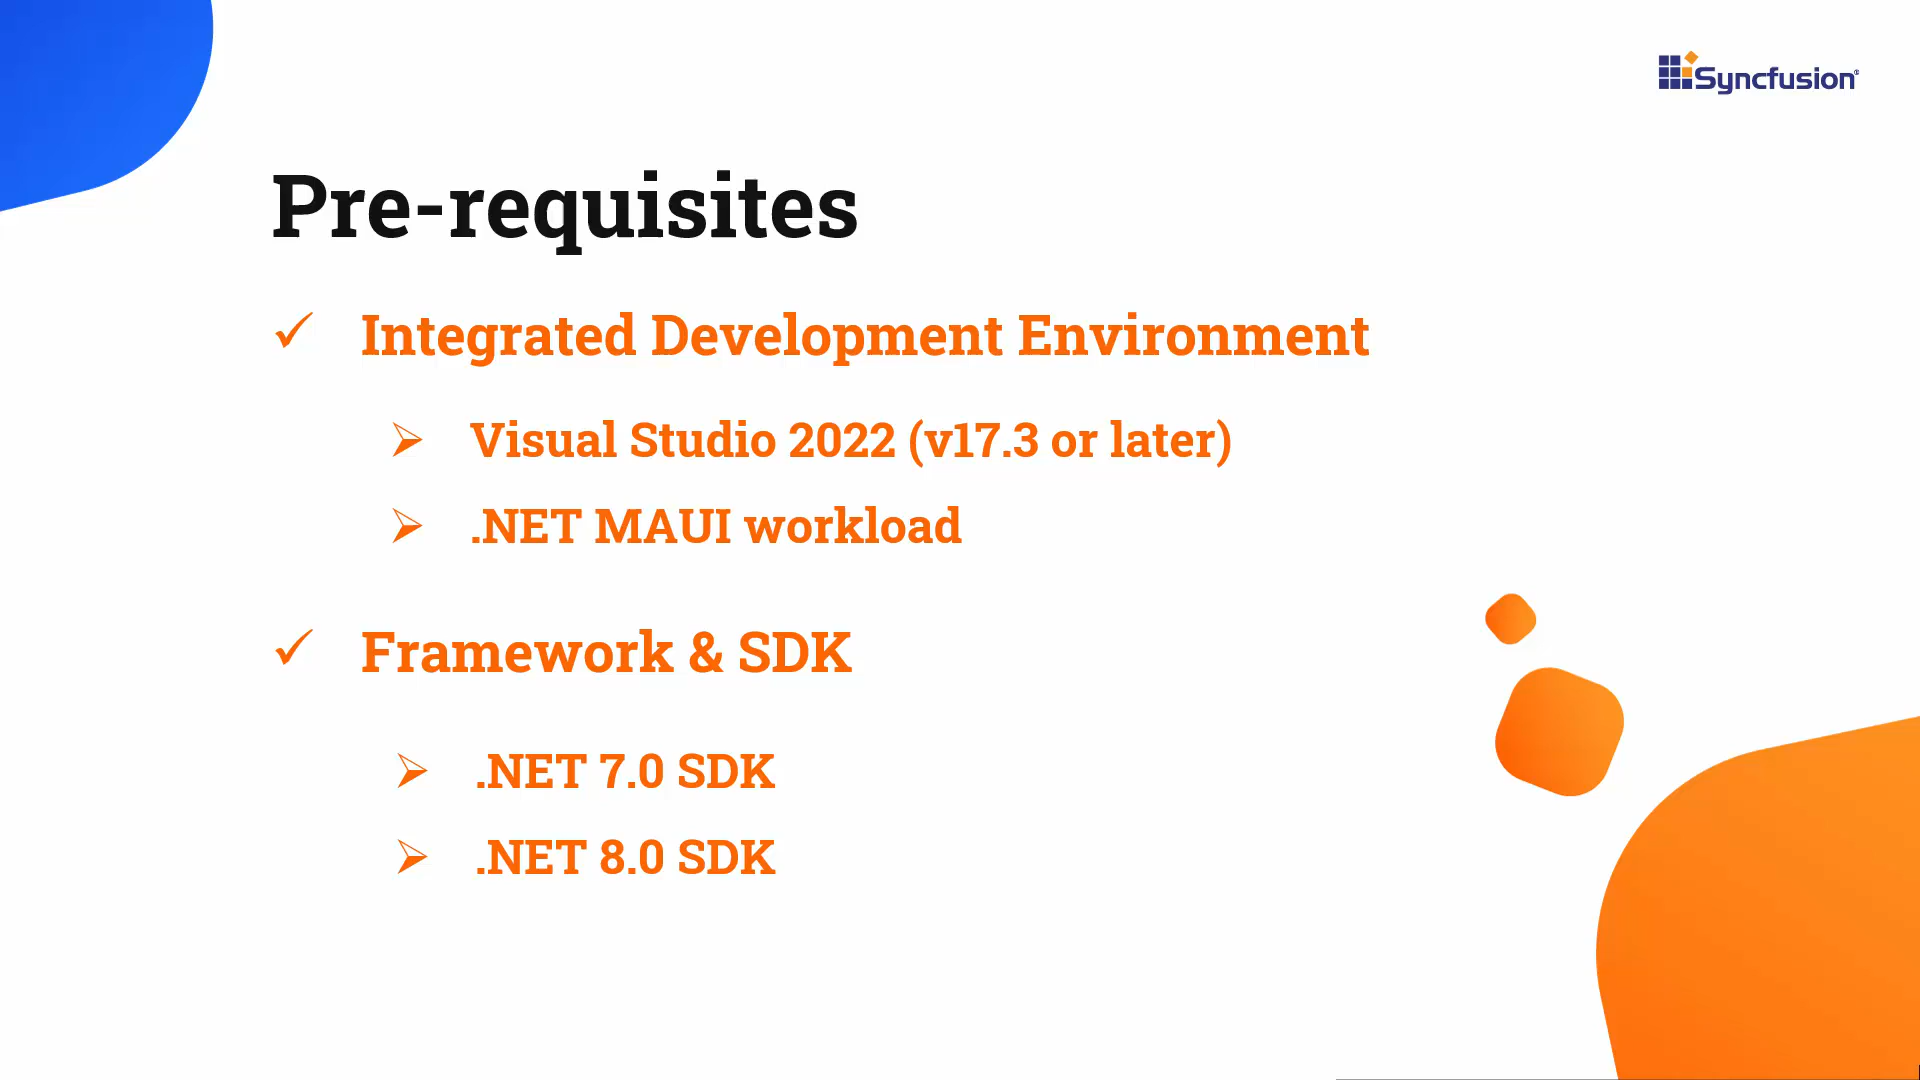 Syncfusion®
Pre-requisites
Integrated Development Environment
Visual Studio 2022 (v17.3 or later)
.NET MAUI workload
Framework & SDK
.NET 7.0 SDK
.NET 8.0 SDK